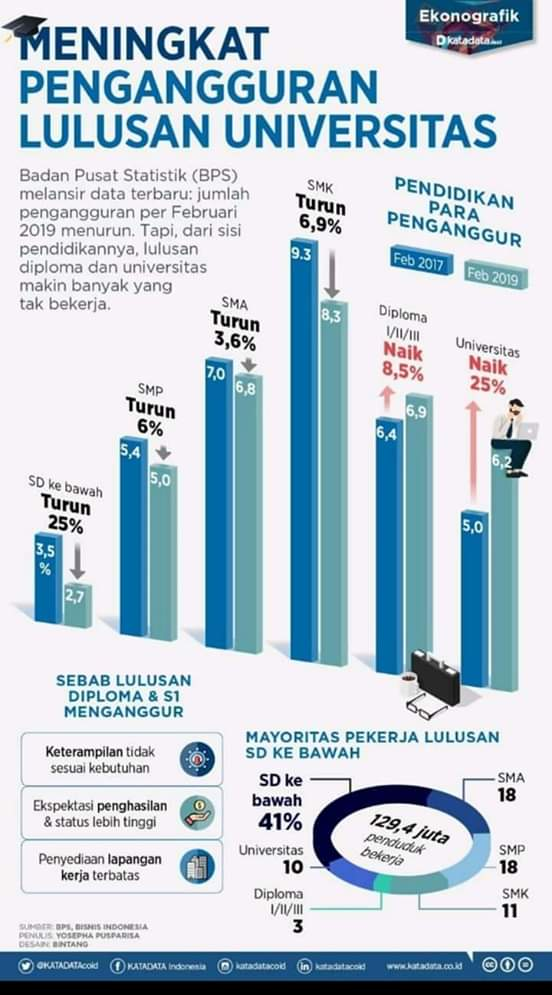 Ekonografik
Dkatadata.co.id
MENINGKAT
PENGANGGURAN
LULUSAN UNIVERSITAS
Badan Pusat Statistik (BPS)
melansir data terbaru: jumlah
pengangguran per Februari
2019 menurun. Tapi, dari sisi
pendidikannya, lulusan
diploma dan universitas
makin banyak yang
tak bekerja.
PENDIDIKAN
PARA
PENGANGGUR
Feb 2017
Feb 2019
SD ke bawah
Turun
25%
3,5
%
2,7
SMP
Turun
6%
5,4
5,0
SMA
Turun
3,6%
7,0
6,8
SMK
Turun
6,9%
9.3
8,3
Diploma
I/II/III
Naik
8,5%
6,4
6,9
Universitas
Naik
25%
5,0
6,2
SEBAB LULUSAN
DIPLOMA & S1
MENGANGGUR
Keterampilan tidak
sesuai kebutuhan
Ekspektasi penghasilan
& status lebih tinggi
Penyediaan lapangan
kerja terbatas
MAYORITAS PEKERJA LULUSAN
SD KE BAWAH
SD ke
bawah
41%
Universitas
10
Diploma
I/II/III
3
129,4 juta
penduduk
bekerja
SMA
18
SMP
18
SMK
11
SUMBER: BPS, BISNIS INDONESIA
PENULIS: YOSEPHA PUSPARISA
DESAIN: BINTANG
@KATADATAcoid
KATADATA Indonesia
katadatacoid
katadatacoid
www.katadata.co.id